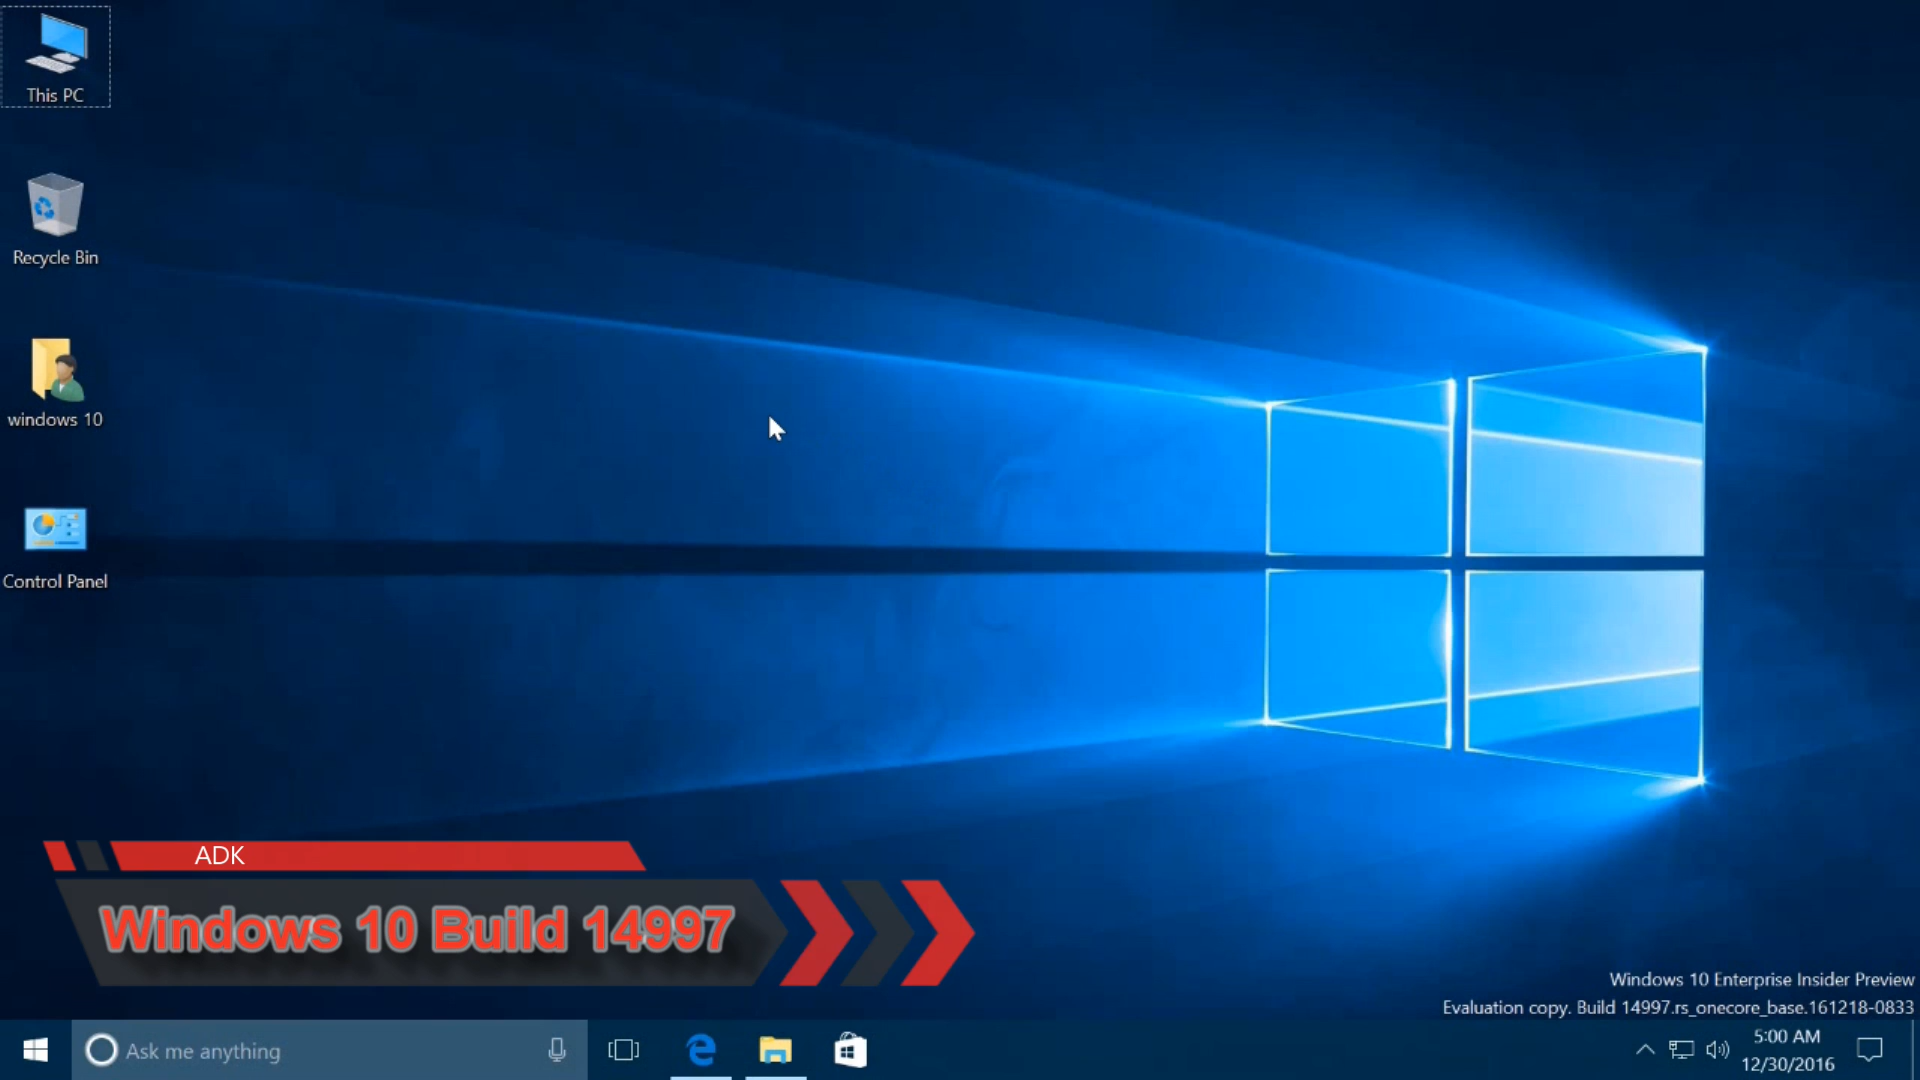 This PC
Recycle Bin
windows 10
Control Panel
ADK
Windows 10 Build 14997
Windows 10 Enterprise Insider Preview
Evaluation copy. Build 14997.rs_onecore_base.161218-0833
Ask me anything
5:00 AM
12/30/2016